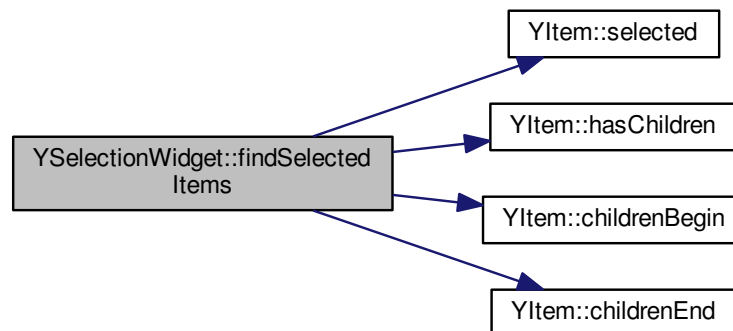 YItem::selected
YItem::hasChildren
YSelectionWidget::findSelected
Items
YItem::childrenBegin
YItem::childrenEnd